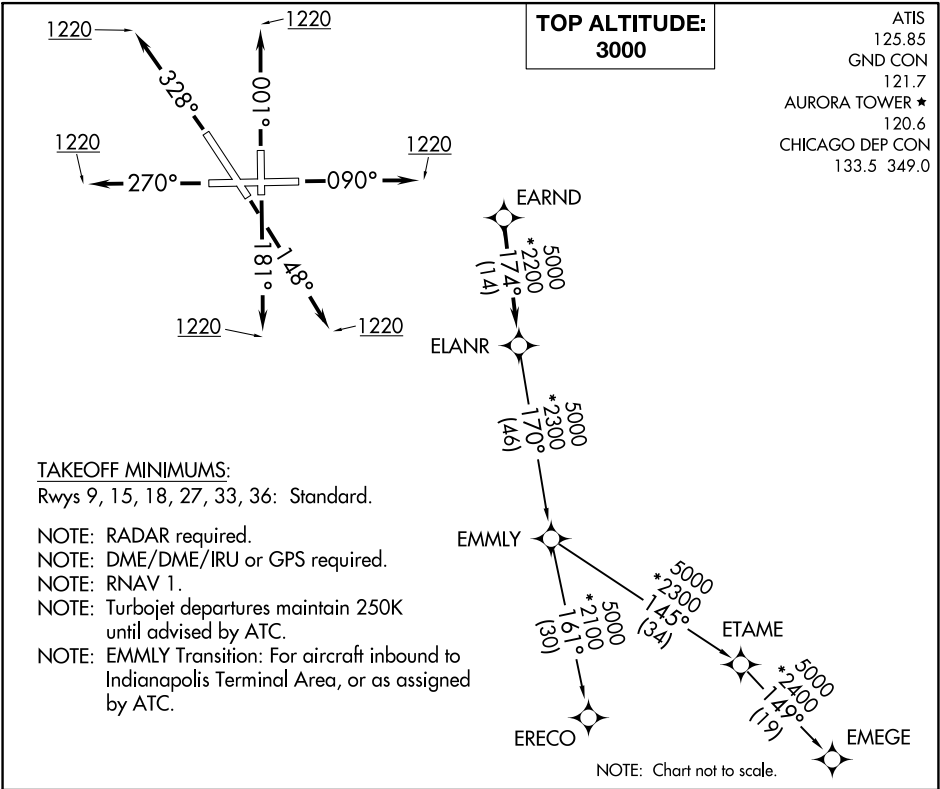 TOP ALTITUDE:
3000
ATIS
125.85
GND CON
121.7
AURORA TOWER ★
120.6
CHICAGO DEP CON
133.5 349.0
1220
1220
328°
001°
1220
1220
270°
090°
181°
148°
1220
1220
EARND
5000
*2200
174°
(14)
ELANR
5000
*2300
170°
(46)
EMMLY
5000
*2300
145°
(34)
5000
*2100
161°
(30)
ETAME
5000
*2400
149°
(19)
ERECO
EMEGE
TAKEOFF MINIMUMS:
Rwys 9, 15, 18, 27, 33, 36: Standard.
NOTE: RADAR required.
NOTE: DME/DME/IRU or GPS required.
NOTE: RNAV 1.
NOTE: Turbojet departures maintain 250K
until advised by ATC.
NOTE: EMMLY Transition: For aircraft inbound to
Indianapolis Terminal Area, or as assigned
by ATC.
NOTE: Chart not to scale.